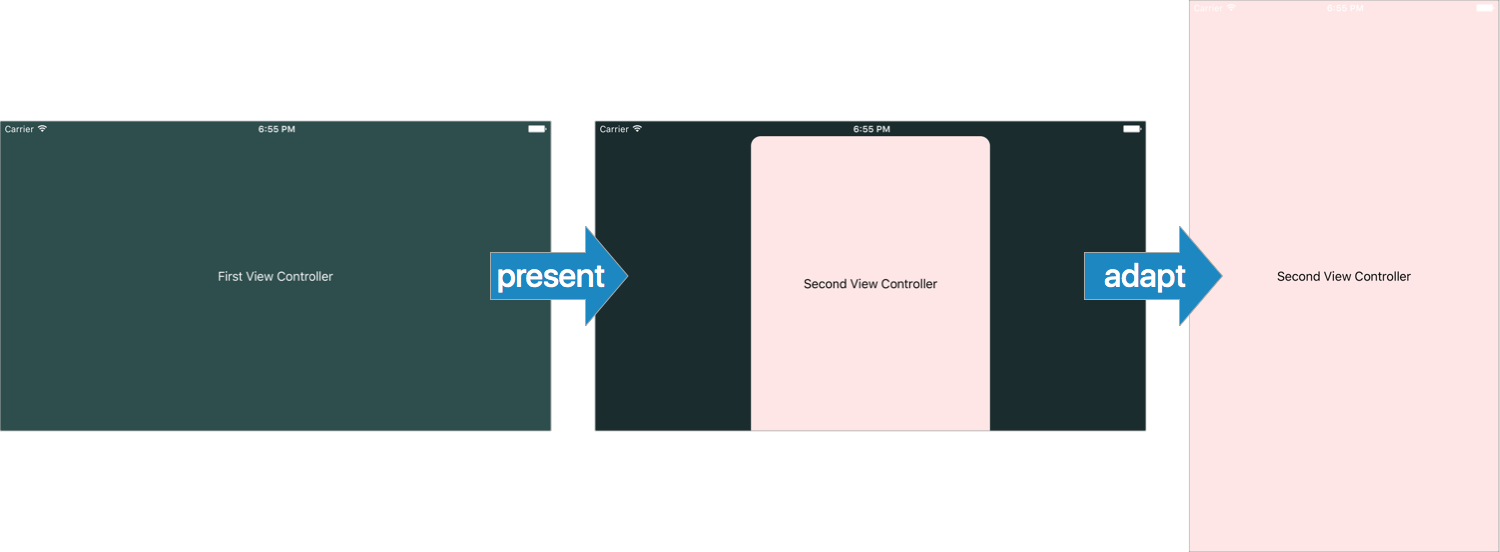 Carrier
6:55 PM
First View Controller
present
Carrier
6:55 PM
Second View Controller
adapt
Carrier
6:55 PM
Second View Controller